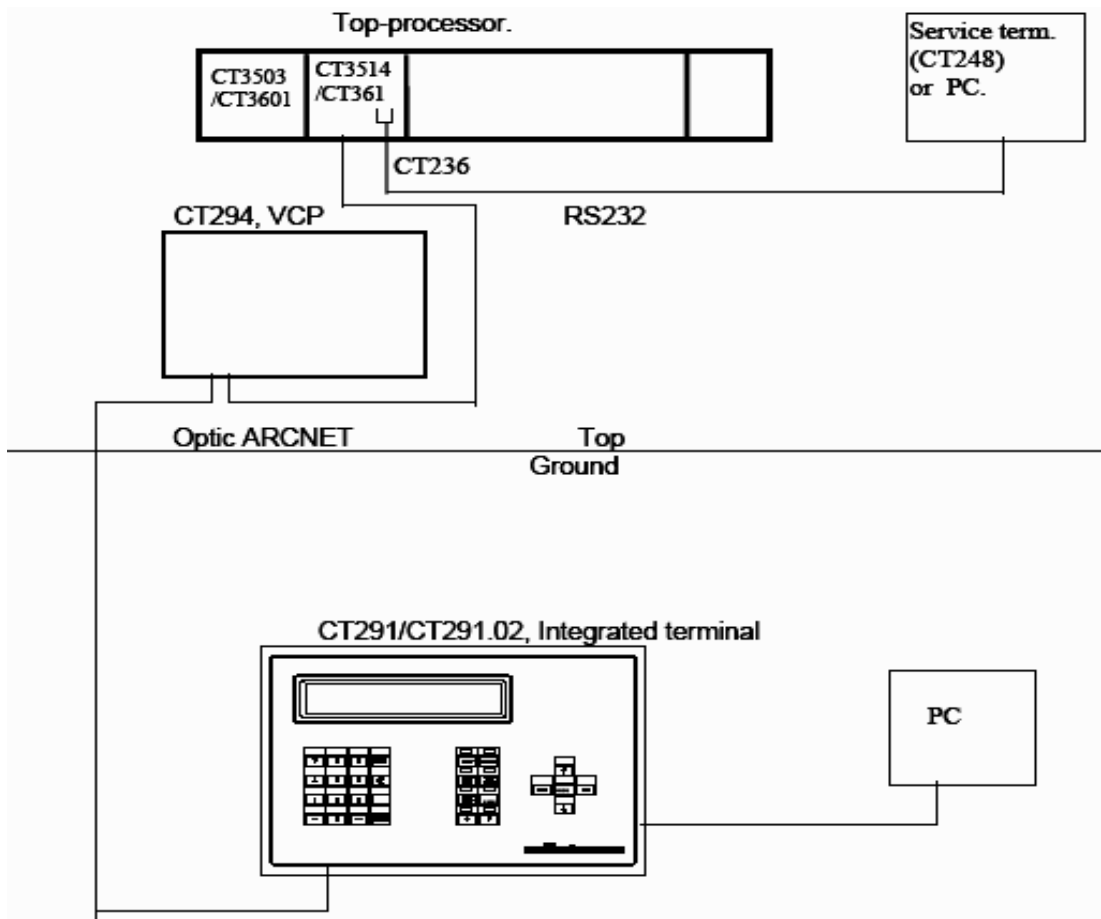 Top-processor.
CT3503
/CT3601
CT3514
/CT361
Service term.
(CT248)
or PC.
CT236
RS232
CT294, VCP
Optic ARCNET
Top
Ground
CT291/CT291.02, Integrated terminal
PC